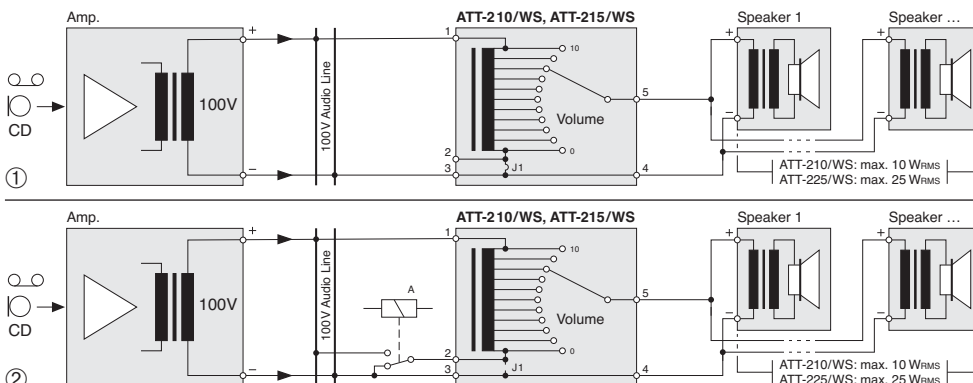 Amp.
ATT-210/WS, ATT-215/WS
Speaker 1
Speaker …
+
1
10
+
+
CD
100V
100V Audio Line
5
Volume
–
–
–
2
3
0
J1
4
①
ATT-210/WS: max. 10 WRMS
ATT-225/WS: max. 25 WRMS
Amp.
ATT-210/WS, ATT-215/WS
Speaker 1
Speaker …
+
1
10
+
+
A
CD
100V
100V Audio Line
5
Volume
–
–
–
2
3
0
J1
4
②
ATT-210/WS: max. 10 WRMS
ATT-225/WS: max. 25 WRMS